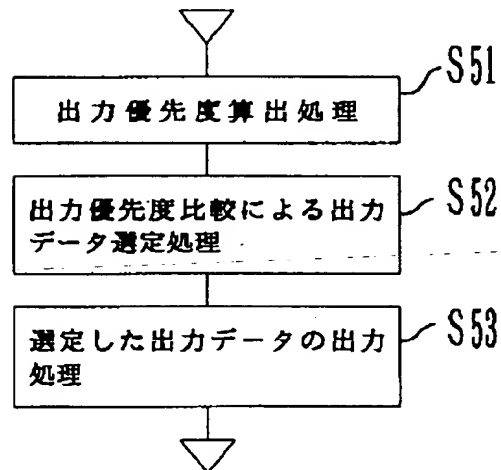 S51
出力優先度算出処理
S52
出力優先度比較による出力
データ選定処理
S53
選定した出力データの出力
処理